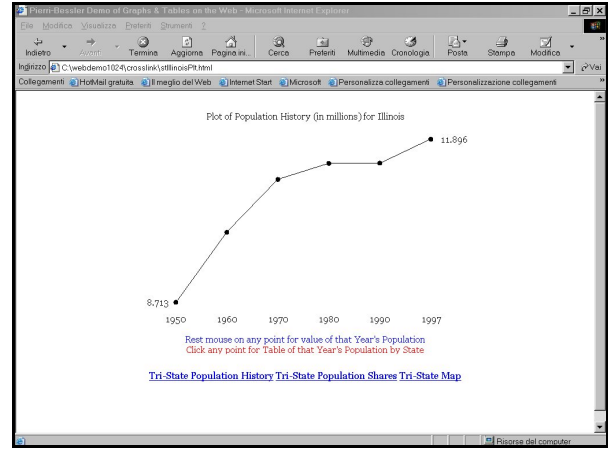 Pierri-Bessler Demo of Graphs & Tables on the Web - Microsoft Internet Explorer
File Modifica Visualizza Preferiti Strumenti ?
Indietro Avanti Termina Aggiorna Pagina ini... Cerca Preferiti Multimedia Cronologia Posta Stampa Modifica »
Indirizzo C:\webdemo1024\crosslink\stIllinoisPlt.html Vai
Collegamenti HotMail gratuita Il meglio del Web Internet Start Microsoft Personalizza collegamenti Personalizzazione collegamenti »
Plot of Population History (in millions) for Illinois
11.896
8.713
1950 1960 1970 1980 1990 1997
Rest mouse on any point for value of that Year's Population
Click any point for Table of that Year's Population by State
Tri-State Population History Tri-State Population Shares Tri-State Map
Risorse del computer